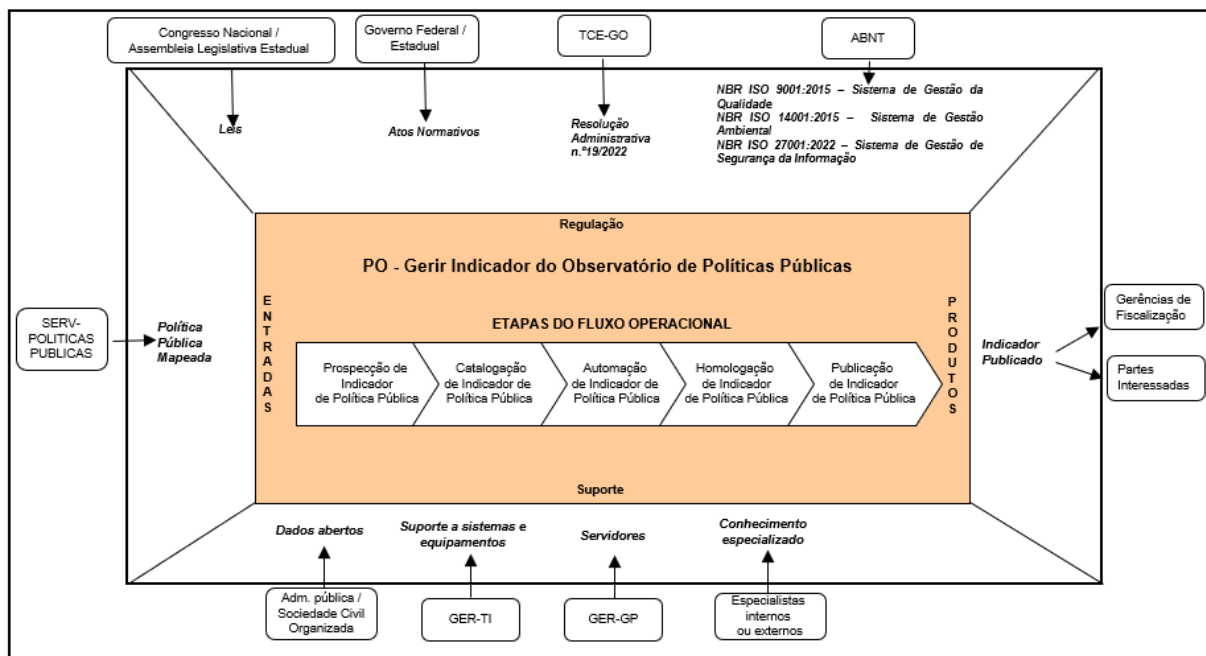 Congresso Nacional /
Assembleia Legislativa Estadual
Governo Federal /
Estadual
TCE-GO
ABNT
Leis
Atos Normativos
Resolução
Administrativa
n.º19/2022
NBR ISO 9001:2015 – Sistema de Gestão da
Qualidade
NBR ISO 14001:2015 – Sistema de Gestão
Ambiental
NBR ISO 27001:2022 – Sistema de Gestão de
Segurança da Informação
Regulação
PO - Gerir Indicador do Observatório de Políticas Públicas
SERV-
POLITICAS
PUBLICAS
Política
Pública
Mapeada
ENTRADAS
ETAPAS DO FLUXO OPERACIONAL
Prospecção de
Indicador
de Política Pública
Catalogação
de Indicador de
Política Pública
Automação
de Indicador de
Política Pública
Homologação
de Indicador
de Política Pública
Publicação
de Indicador
de Política Pública
PRODUTOS
Indicador
Publicado
Gerências de
Fiscalização
Partes
Interessadas
Suporte
Dados abertos
Suporte a sistemas e
equipamentos
Servidores
Conhecimento
especializado
Adm. pública /
Sociedade Civil
Organizada
GER-TI
GER-GP
Especialistas
internos
ou externos